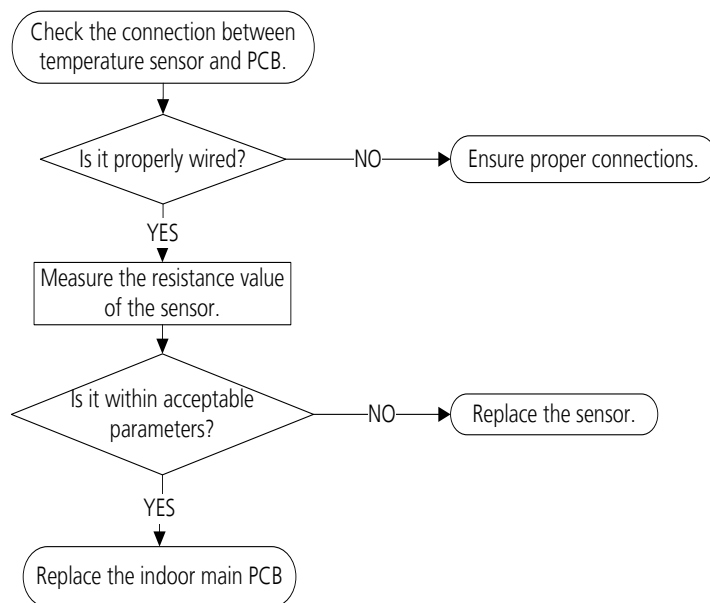 Check the connection between
temperature sensor and PCB.
Is it properly wired?
NO
Ensure proper connections.
YES
Measure the resistance value
of the sensor.
Is it within acceptable
parameters?
NO
Replace the sensor.
YES
Replace the indoor main PCB